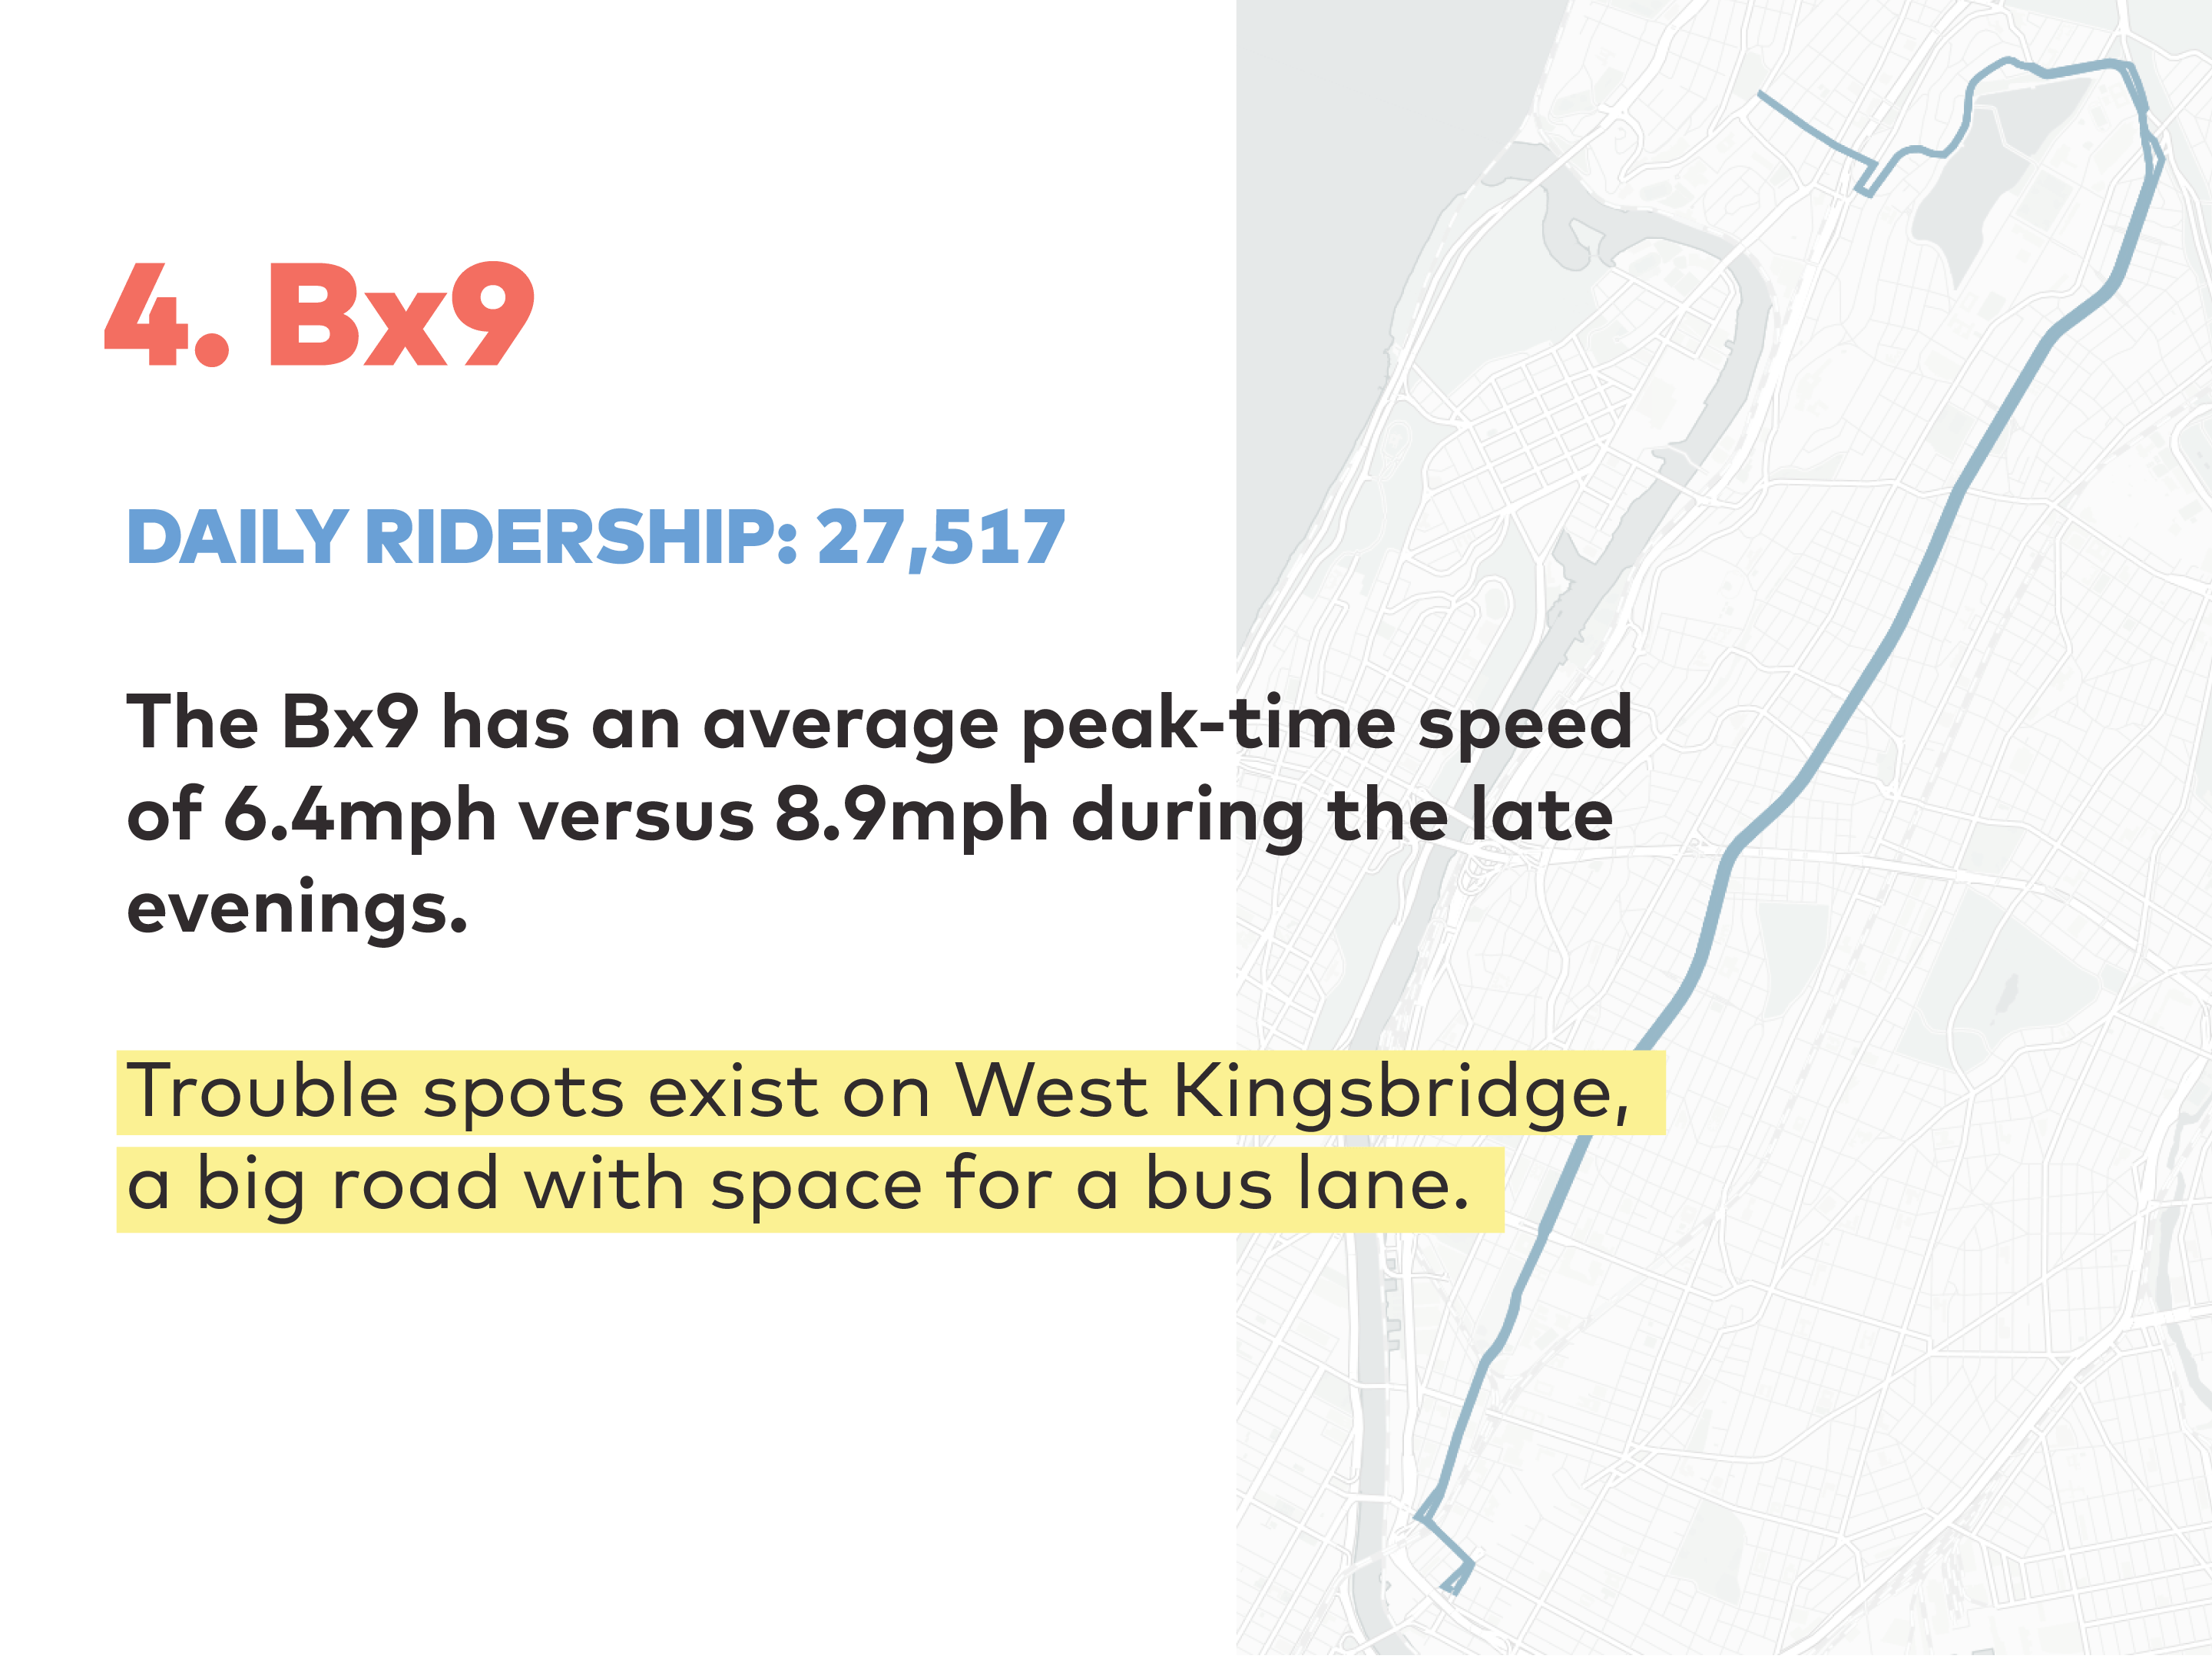 4. Bx9
DAILY RIDERSHIP: 27,517
The Bx9 has an average peak-time speed
of 6.4mph versus 8.9mph during the late
evenings.
Trouble spots exist on West Kingsbridge,
a big road with space for a bus lane.